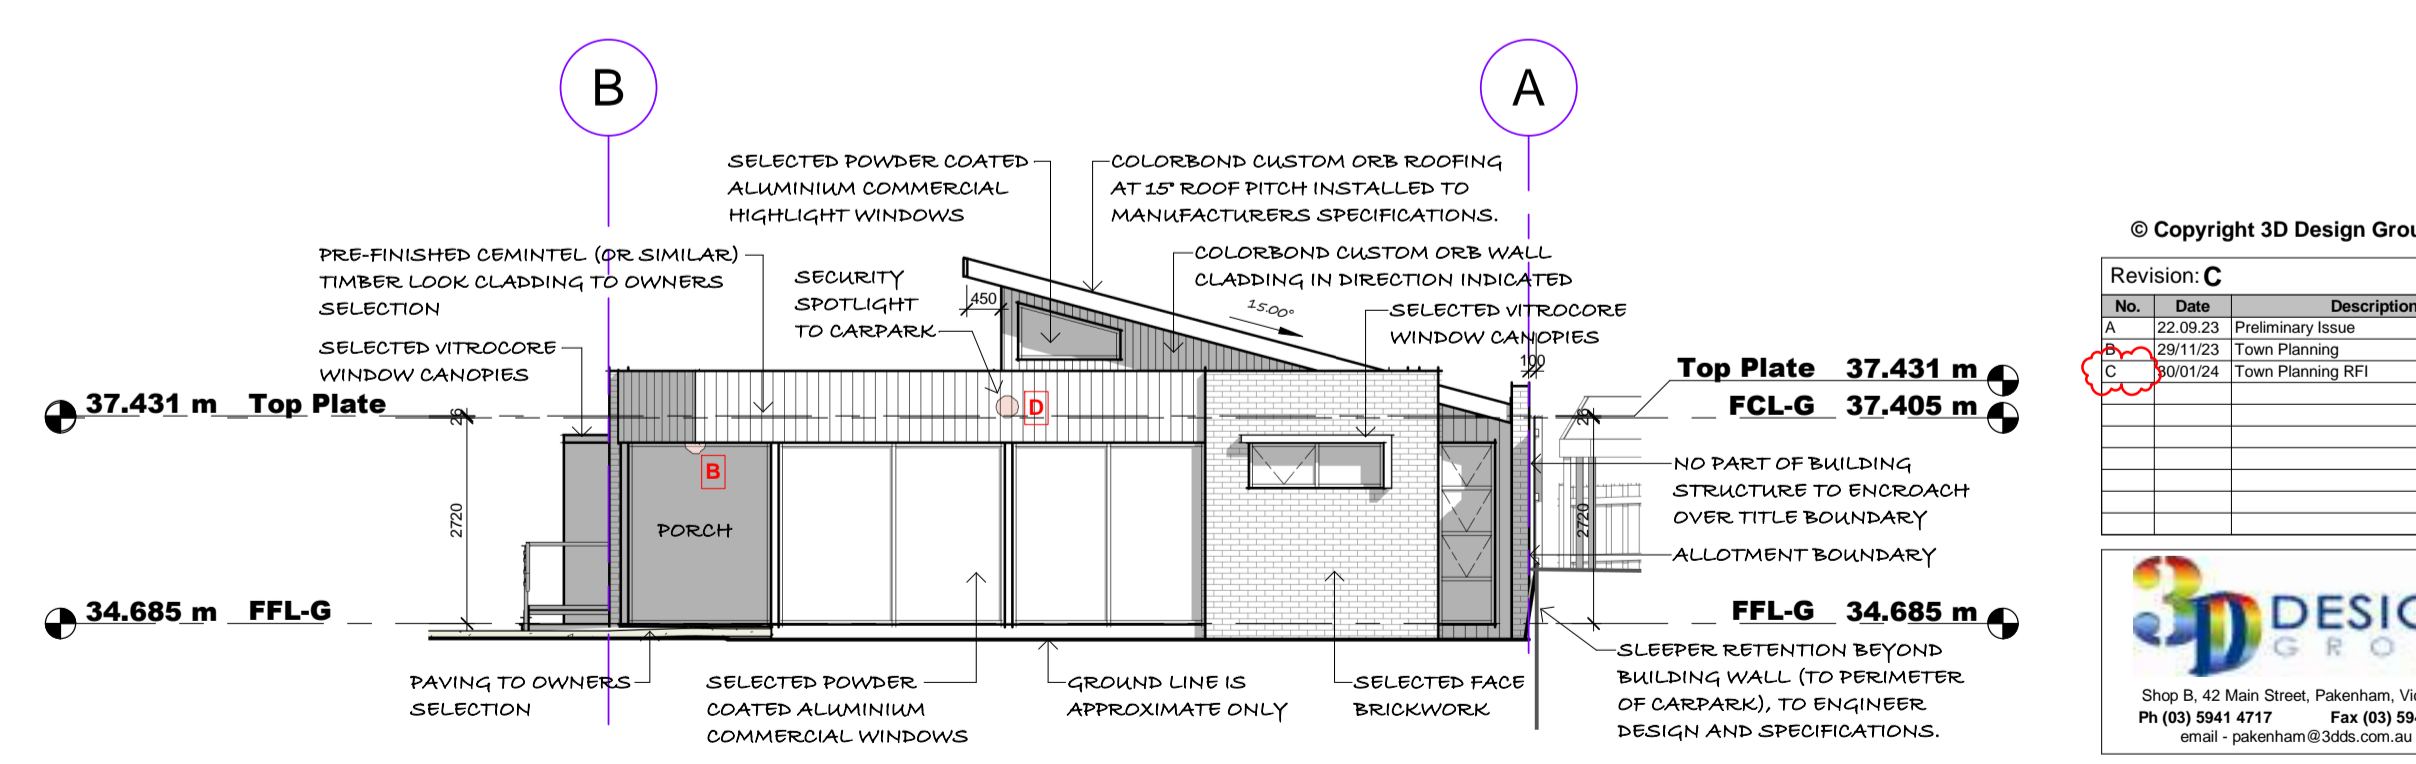 B
A
SELECTED POWDER COATED
ALUMINIUM COMMERCIAL
HIGHLIGHT WINDOWS
COLORBOND CUSTOM ORB ROOFING
AT 15° ROOF PITCH INSTALLED TO
MANUFACTURERS SPECIFICATIONS.
PRE-FINISHED CEMINTEL (OR SIMILAR)
TIMBER LOOK CLADDING TO OWNERS
SELECTION
SECURITY
SPOTLIGHT
TO CARPARK
COLORBOND CUSTOM ORB WALL
CLADDING IN DIRECTION INDICATED
450
15.00°
SELECTED VITROCORE
WINDOW CANOPIES
SELECTED VITROCORE
WINDOW CANOPIES
100
37.431 m Top Plate
26
Top Plate 37.431 m
FCL-G 37.405 m
26
D
B
PORCH
2720
2720
NO PART OF BUILDING
STRUCTURE TO ENCROACH
OVER TITLE BOUNDARY
ALLOTMENT BOUNDARY
34.685 m FFL-G
FFL-G 34.685 m
PAVING TO OWNERS
SELECTION
SELECTED POWDER
COATED ALUMINIUM
COMMERCIAL WINDOWS
GROUND LINE IS
APPROXIMATE ONLY
SELECTED FACE
BRICKWORK
SLEEPER RETENTION BEYOND
BUILDING WALL (TO PERIMETER
OF CARPARK), TO ENGINEER
DESIGN AND SPECIFICATIONS.
© Copyright 3D Design Grou
Revision: C
No. Date Description
A 22.09.23 Preliminary Issue
B 29/11/23 Town Planning
C 30/01/24 Town Planning RFI
3D DESIG
GRO
Shop B, 42 Main Street, Pakenham, Vic
Ph (03) 5941 4717 Fax (03) 594
email - pakenham@3dds.com.au